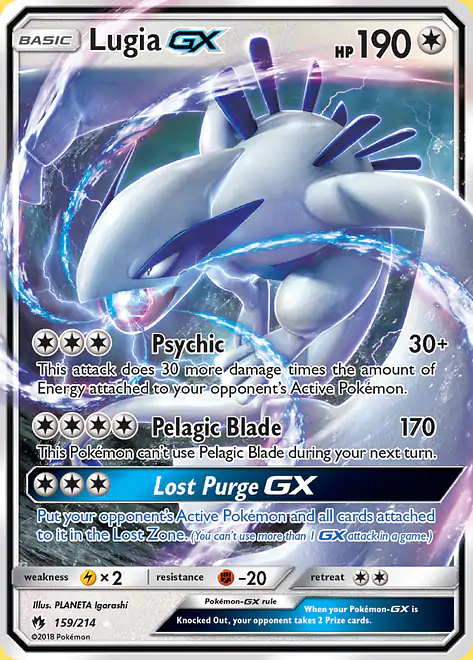 BASIC Lugia GX HP 190
Psychic 30+
This attack does 30 more damage times the amount of
Energy attached to your opponent's Active Pokémon.
Pelagic Blade 170
This Pokémon can't use Pelagic Blade during your next turn.
Lost Purge GX
Put your opponent's Active Pokémon and all cards attached
to it in the Lost Zone. (You can't use more than 1 GX attack in a game.)
weakness × 2 resistance -20 retreat
Illus. PLANETA Igarashi
159/214
©2018 Pokémon
Pokémon-GX rule
When your Pokémon-GX is
Knocked Out, your opponent takes 2 Prize cards.